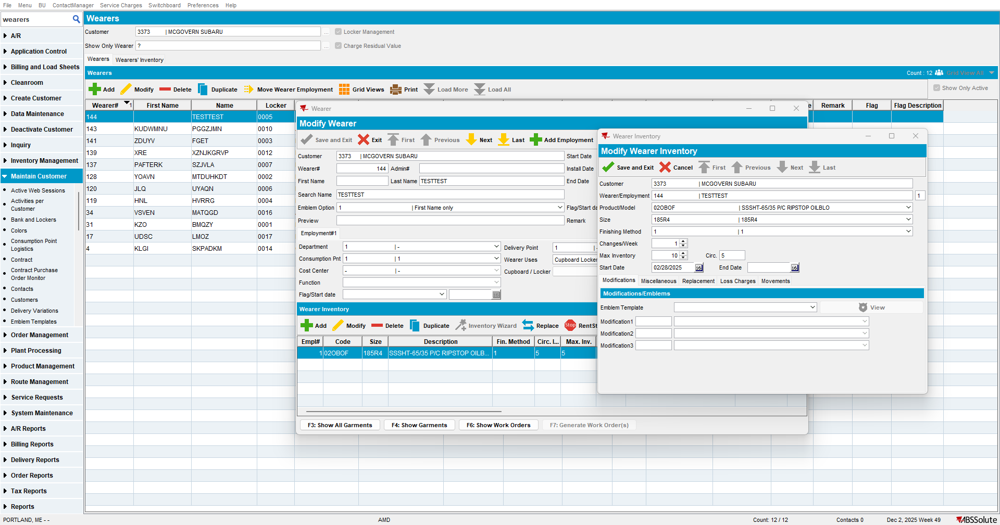 File Menu BU ContactManager Service Charges Switchboard Preferences Help
wearers
A/R
Application Control
Billing and Load Sheets
Cleanroom
Create Customer
Data Maintenance
Deactivate Customer
Inquiry
Inventory Management
Maintain Customer
Active Web Sessions
Activities per
Customer
Bank and Lockers
Colors
Consumption Point
Logistics
Contract
Contract Purchase
Order Monitor
Contacts
Customers
Delivery Variations
Emblem Templates
Order Management
Plant Processing
Product Management
Route Management
Service Requests
System Maintenance
A/R Reports
Billing Reports
Delivery Reports
Order Reports
Tax Reports
Reports
Wearers
Customer 3373 | MCGOVERN SUBARU ... Locker Management
Show Only Wearer ? ... Charge Residual Value
Wearers Wearers' Inventory
Wearers Count : 12 Grid View All
Add Modify Delete Duplicate Move Wearer Employment Grid Views Print Load More Load All Show Only Active
Wearer# 1 First Name Name Locker e Remark Flag Flag Description
144 TESTTEST 0005
143 KUDWMNU PGGZJMN 0010
141 ZDUYV FGET 0003
139 XRE XZNJKGRVP 0012
137 PAFTERK SZJVLA 0007
128 YOAVN MTDUHKDT 0002
120 JLQ UYAQN 0006
119 HNL HVRRG 0004
34 VSVEN MATQGD 0016
31 KZO BMQZY 0001
17 UDSC LMOZ 0017
4 KLGI SKPADKM 0014
Wearer
Modify Wearer
Save and Exit Exit First Previous Next Last Add Employment
Customer 3373 | MCGOVERN SUBARU Start Date
Wearer# 144 Admin# Install Date
First Name Last Name TESTTEST End Date
Search Name TESTTEST
Emblem Option 1 | First Name only Flag/Start da
Preview Remark
Employment#1
Department 1 | - Delivery Point 1 | -
Consumption Pnt 1 | 1 Wearer Uses Cupboard Locker
Cost Center - | - Cupboard / Locker
Function
Flag/Start date 16
Wearer Inventory
Add Modify Delete Duplicate Inventory Wizard Replace Stop RentSt
Empl# Code Size Description Fin. Method Circ. I... Max. Inv.
1 02OBOF 185R4 SSSHT-65/35 P/C RIPSTOP OILB... 1 5 5
F3: Show All Garments F4: Show Garments F6: Show Work Orders F7: Generate Work Order(s)
Wearer Inventory
Modify Wearer Inventory
Save and Exit Cancel First Previous Next Last
Customer 3373 | MCGOVERN SUBARU
Wearer/Employment 144 | TESTTEST 1
Product/Model 02OBOF | SSSHT-65/35 P/C RIPSTOP OILBLO
Size 185R4 | 185R4
Finishing Method 1 | 1
Changes/Week 1
Max Inventory 10 Circ. 5
Start Date 02/28/2025 16 End Date 16
Modifications Miscellaneous Replacement Loss Charges Movements
Modifications/Emblems
Emblem Template View
Modification1
Modification2
Modification3
PORTLAND, ME - - AMD Count: 12 / 12 Contacts 0 Dec 2, 2025 Week 49 ABSSolute